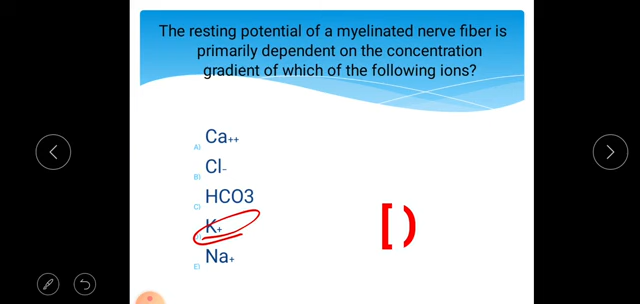 The resting potential of a myelinated nerve fiber is
primarily dependent on the concentration
gradient of which of the following ions?
A) Ca++
B) Cl-
C) HCO3
D) K+
E) Na+
[ )